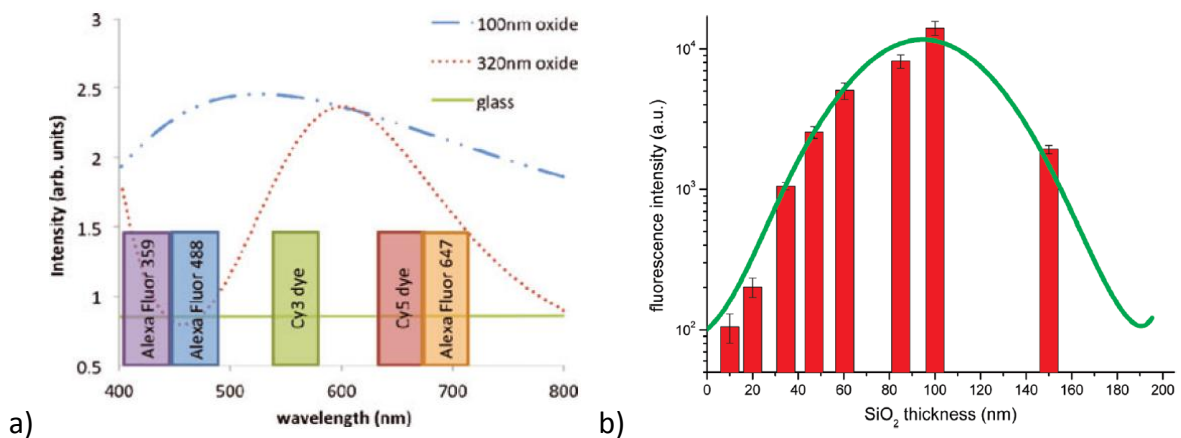 a)
Intensity (arb. units)
3
2.5
2
1.5
1
0.5
100nm oxide
320nm oxide
glass
Alexa Fluor 359
Alexa Fluor 488
Cy3 dye
Cy5 dye
Alexa Fluor 647
400 500 600 700 800
wavelength (nm)
b)
fluorescence intensity (a.u.)
10⁴
10³
10²
0 20 40 60 80 100 120 140 160 180 200
SiO₂ thickness (nm)